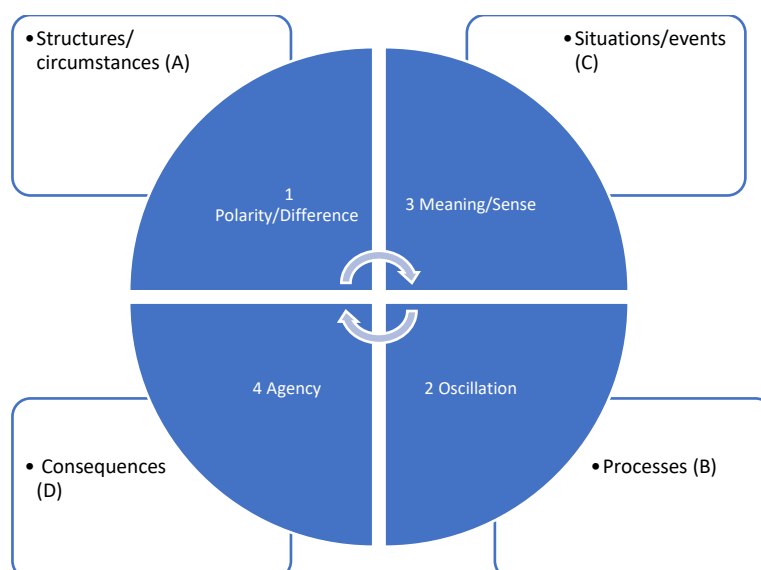 •Structures/
circumstances (A)
•Situations/events
(C)
1
Polarity/Difference
3 Meaning/Sense
4 Agency
2 Oscillation
• Consequences
(D)
•Processes (B)